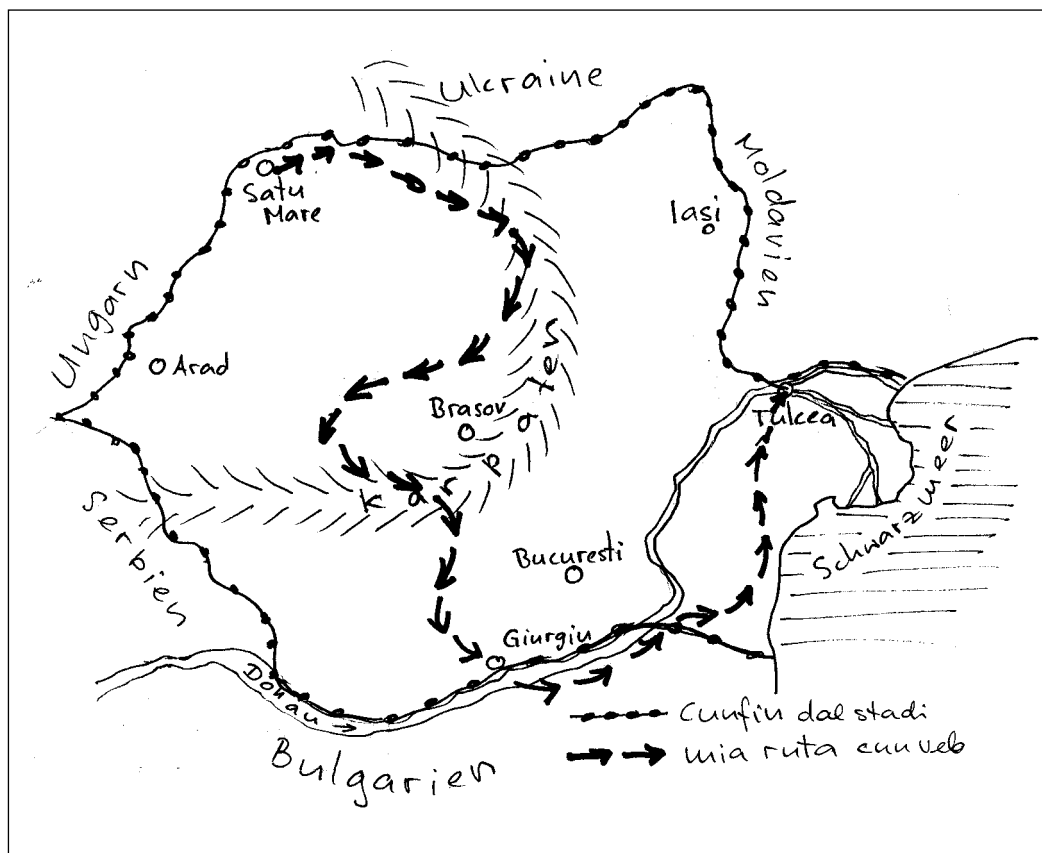 Ukraine
Moldavien
Satu
Mare
Iași
Ungarn
Arad
Brasov
Karpaten
Tulcea
Serbien
Schwarzmeer
Bucuresti
Giurgiu
Donau →
Bulgarien
Cunfin dal stadi
mia ruta cun velo